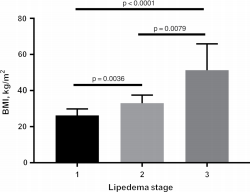 p < 0.0001
p = 0.0079
p = 0.0036
BMI, kg/m²
80
60
40
20
0
1 2 3
Lipedema stage